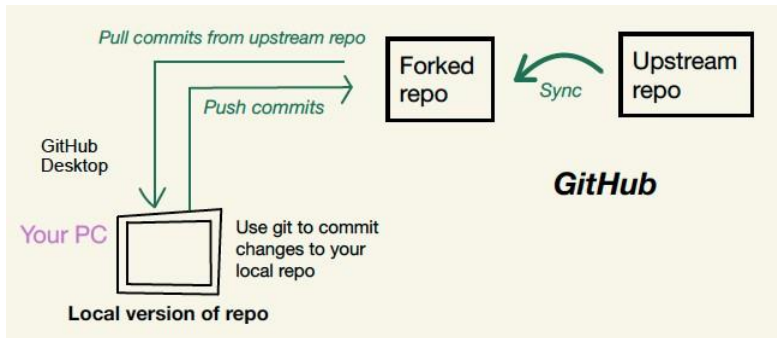 Pull commits from upstream repo
Forked
repo
Upstream
repo
Sync
Push commits
GitHub
Desktop
GitHub
Your PC
Use git to commit
changes to your
local repo
Local version of repo